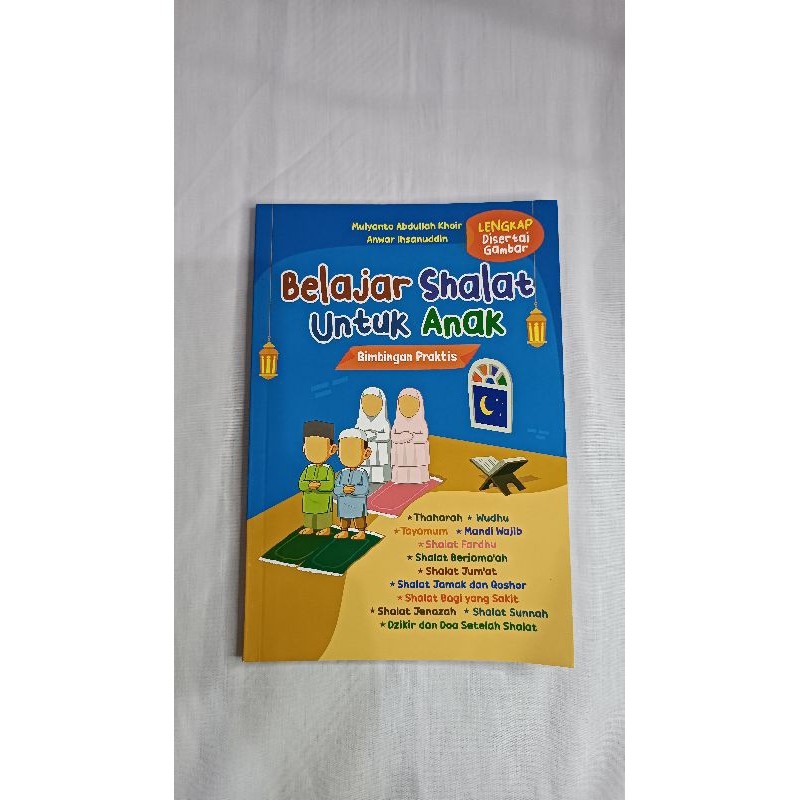 Mulyanto Abdullah Khoir
Anwar Ihsanuddin
LENGKAP
Disertai
Gambar
Belajar Shalat
Untuk Anak
Bimbingan Praktis
★ Thaharah ★ Wudhu
★ Tayamum ★ Mandi Wajib
★ Shalat Fardhu
★ Shalat Berjama'ah
★ Shalat Jum'at
★ Shalat Jamak dan Qoshor
★ Shalat Bagi yang Sakit
★ Shalat Jenazah ★ Shalat Sunnah
★ Dzikir dan Doa Setelah Shalat